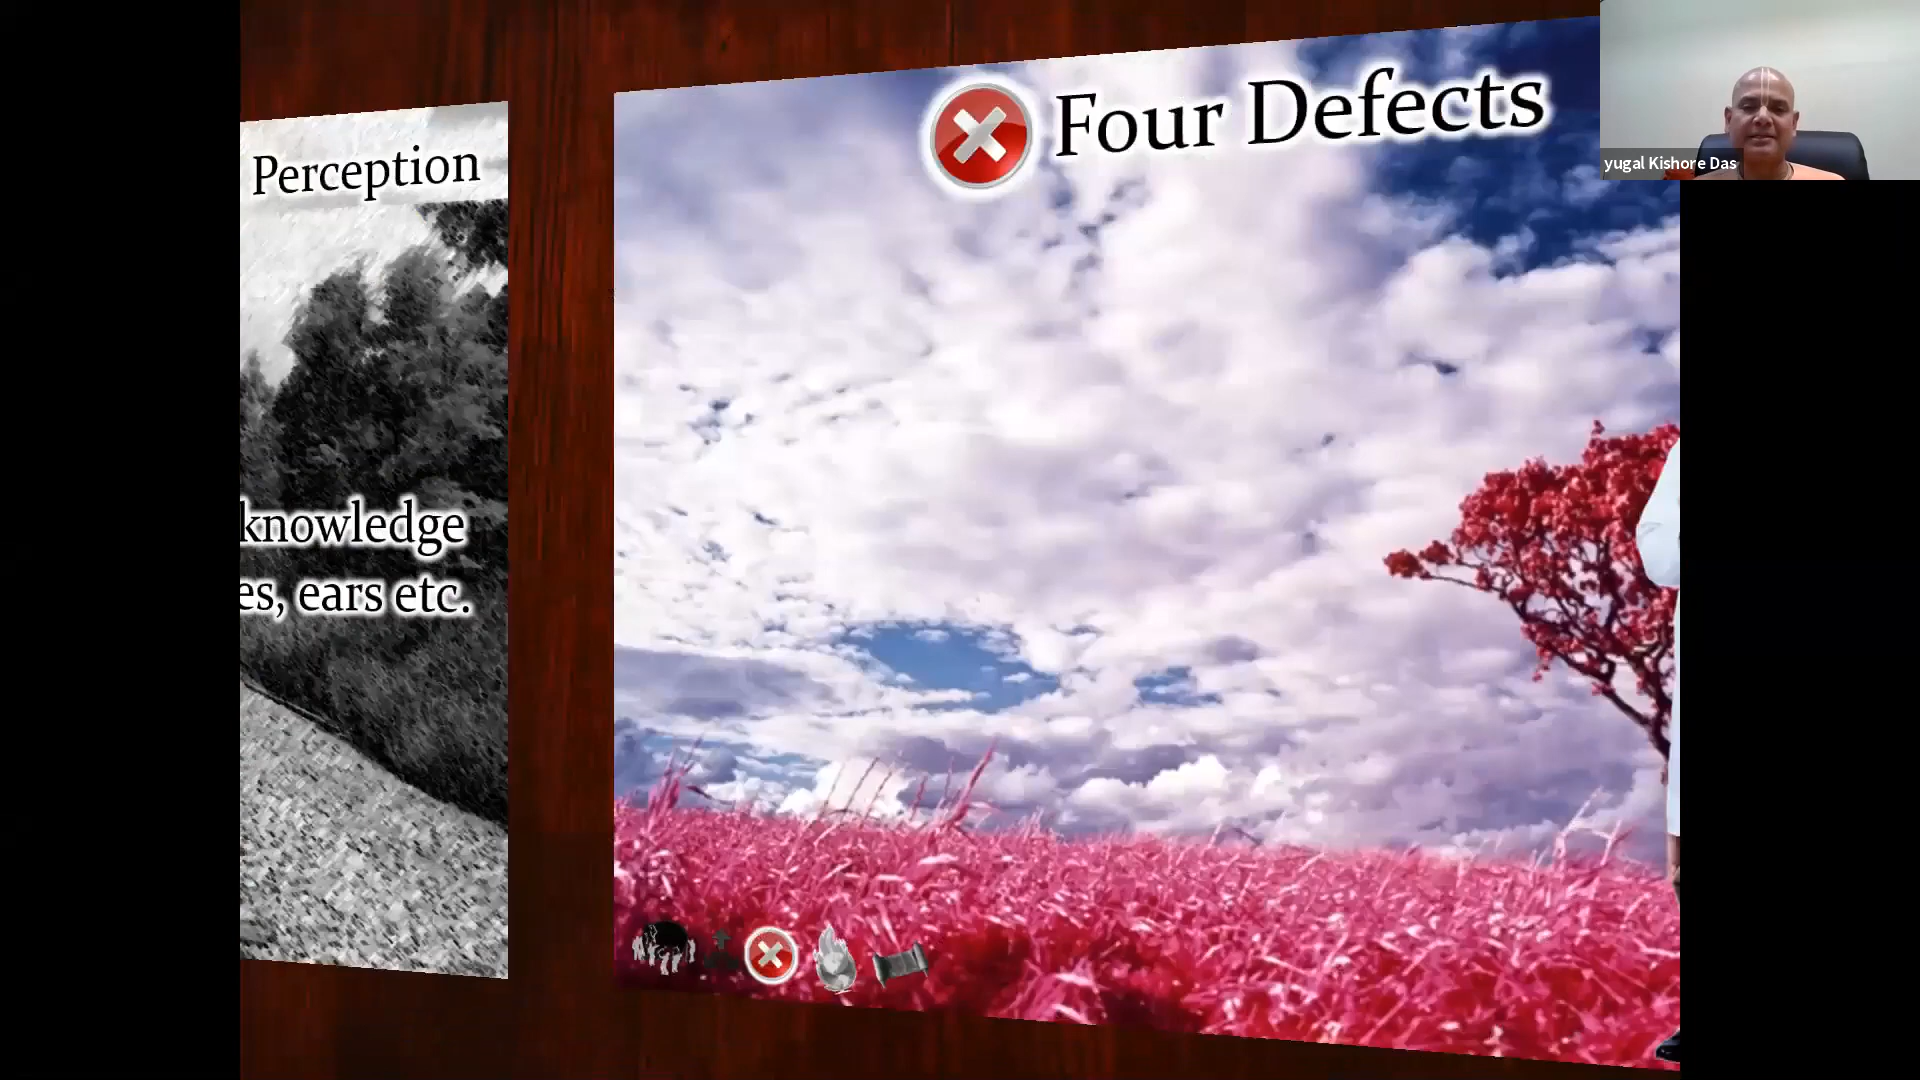 Perception
knowledge
es, ears etc.
Four Defects
yugal Kishore Das